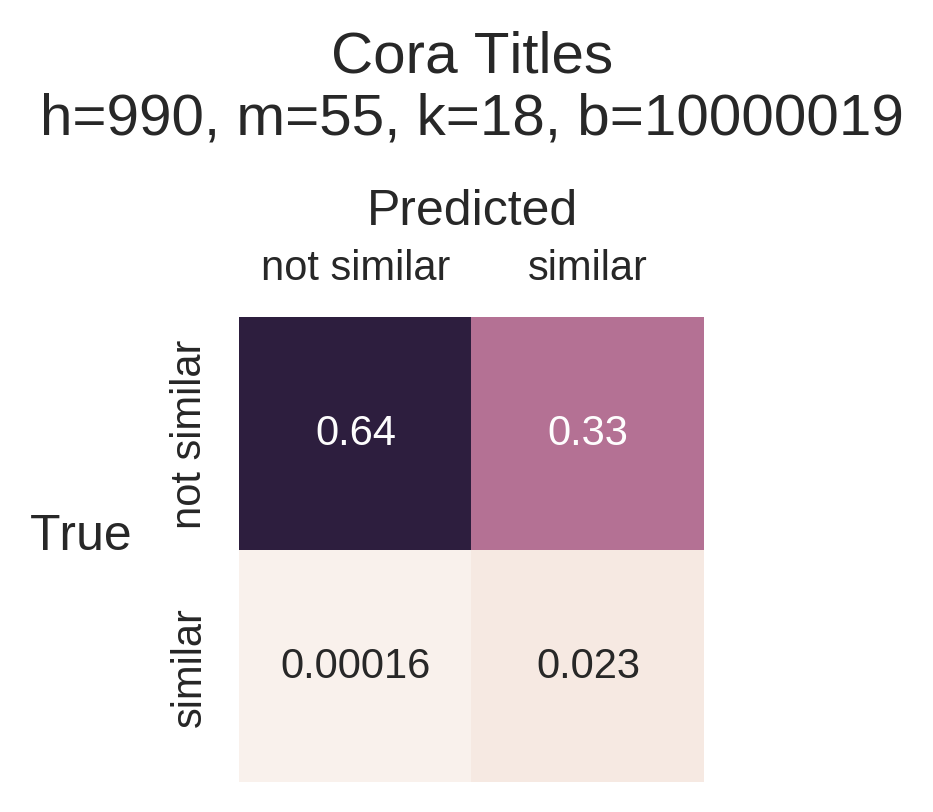 Cora Titles
h=990, m=55, k=18, b=10000019
Predicted
not similar similar
not similar
0.64 0.33
True
similar
0.00016 0.023